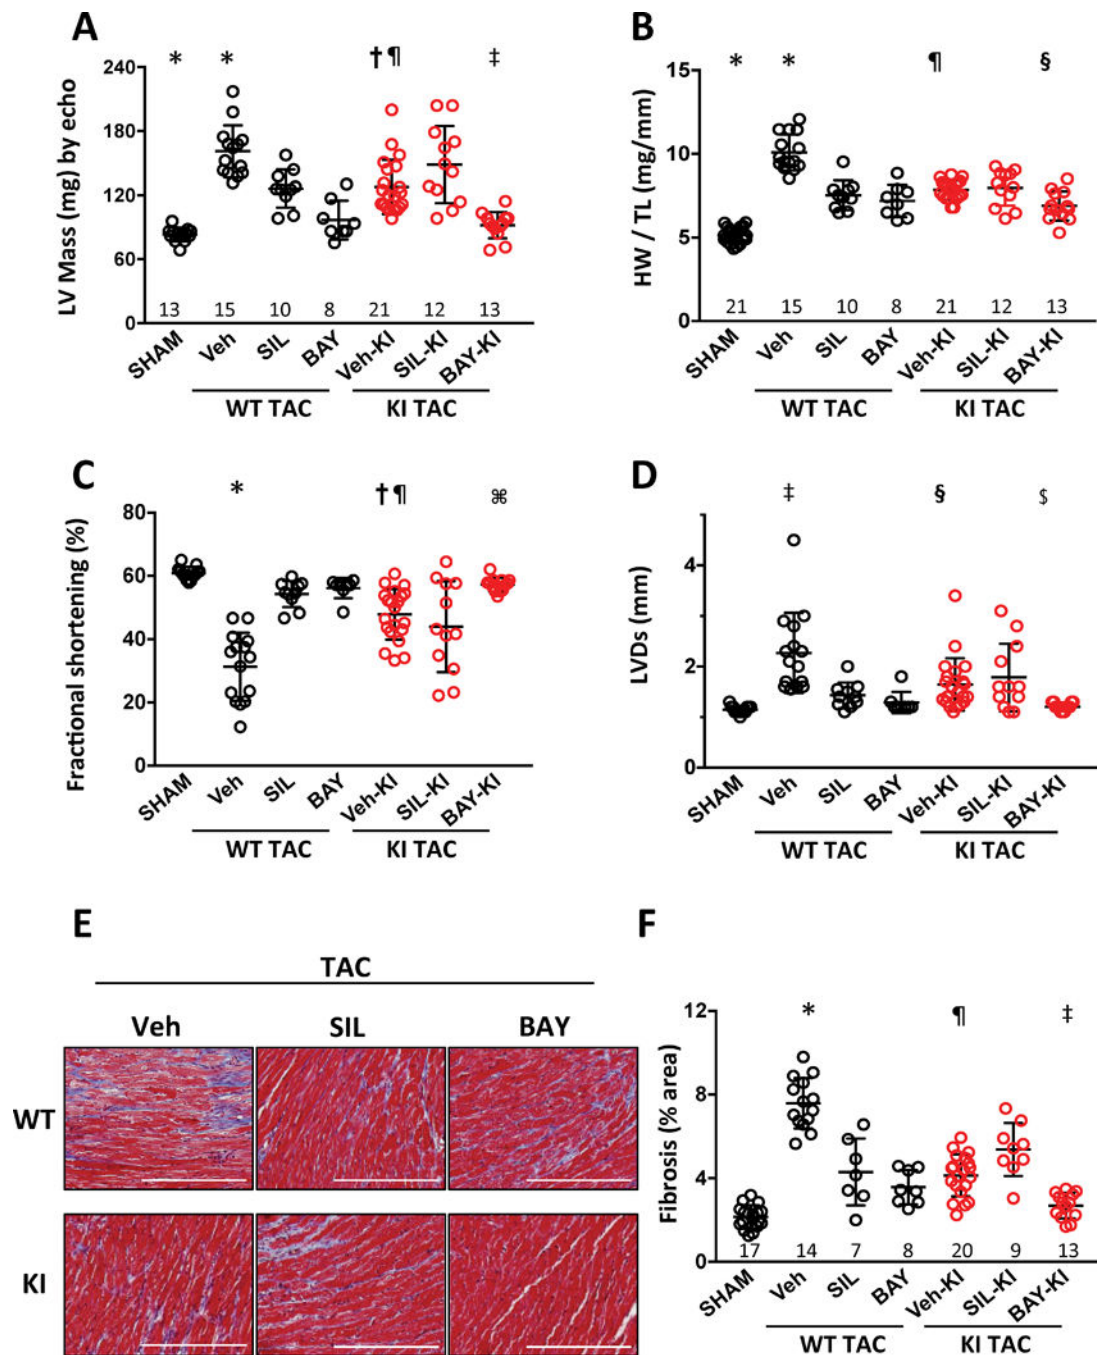 A
B
* * † ¶ ‡
* * ¶ §
LV Mass (mg) by echo
240
180
120
60
0
13 15 10 8 21 12 13
SHAM Veh SIL BAY Veh-KI SIL-KI BAY-KI
WT TAC KI TAC
HW / TL (mg/mm)
15
10
5
0
21 15 10 8 21 12 13
SHAM Veh SIL BAY Veh-KI SIL-KI BAY-KI
WT TAC KI TAC
C
D
* † ¶ ⌘
‡ § $
Fractional shortening (%)
80
60
40
20
0
SHAM Veh SIL BAY Veh-KI SIL-KI BAY-KI
WT TAC KI TAC
LVDs (mm)
4
2
0
SHAM Veh SIL BAY Veh-KI SIL-KI BAY-KI
WT TAC KI TAC
E
TAC
Veh SIL BAY
WT
KI
F
* ¶ ‡
Fibrosis (% area)
12
8
4
0
17 14 7 8 20 9 13
SHAM Veh SIL BAY Veh-KI SIL-KI BAY-KI
WT TAC KI TAC